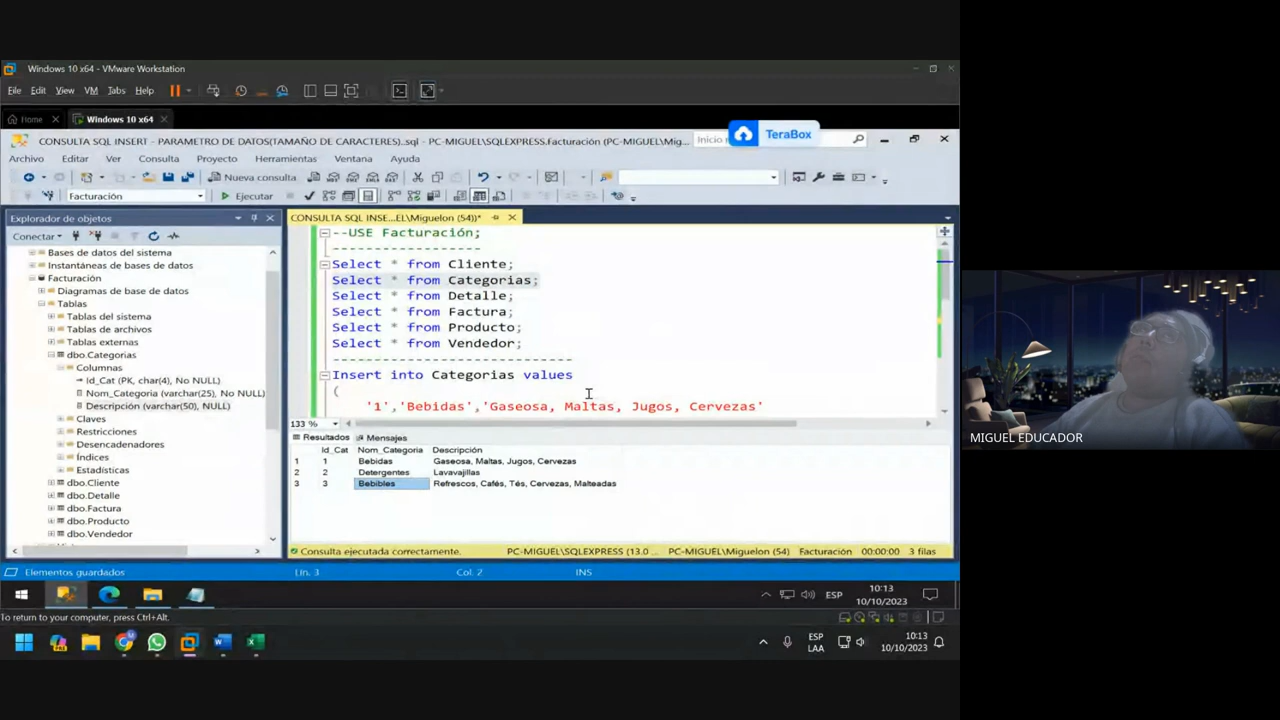 Windows 10 x64 - VMware Workstation
File Edit View VM Tabs Help
Home Windows 10 x64
CONSULTA SQL INSERT - PARAMETRO DE DATOS(TAMAÑO DE CARACTERES)..sql - PC-MIGUEL\SQLEXPRESS.Facturación (PC-MIGUEL\Mig... Inicio
TeraBox
Archivo Editar Ver Consulta Proyecto Herramientas Ventana Ayuda
Nueva consulta
Facturación Ejecutar
Explorador de objetos
CONSULTA SQL INSE...EL\Miguelon (54))*
Conectar
Bases de datos del sistema
Instantáneas de bases de datos
Facturación
Diagramas de base de datos
Tablas
Tablas del sistema
Tablas de archivos
Tablas externas
dbo.Categorias
Columnas
Id_Cat (PK, char(4), No NULL)
Nom_Categoria (varchar(25), No NULL)
Descripción (varchar(50), NULL)
Claves
Restricciones
Desencadenadores
Índices
Estadísticas
dbo.Cliente
dbo.Detalle
dbo.Factura
dbo.Producto
dbo.Vendedor
--USE Facturación;
-------------------
Select * from Cliente;
Select * from Categorias;
Select * from Detalle;
Select * from Factura;
Select * from Producto;
Select * from Vendedor;
-----------------------------
Insert into Categorias values
(
'1','Bebidas','Gaseosa, Maltas, Jugos, Cervezas'
133 %
Resultados Mensajes
Id_Cat Nom_Categoria Descripción
1 1 Bebidas Gaseosa, Maltas, Jugos, Cervezas
2 2 Detergentes Lavavajillas
3 3 Bebibles Refrescos, Cafés, Tés, Cervezas, Malteadas
Consulta ejecutada correctamente. PC-MIGUEL\SQLEXPRESS (13.0 ... PC-MIGUEL\Miguelon (54) Facturación 00:00:00 3 filas
Elementos guardados Lín. 3 Col. 2 INS
ESP 10:13
10/10/2023
To return to your computer, press Ctrl+Alt.
ESP
LAA
10:13
10/10/2023
MIGUEL EDUCADOR